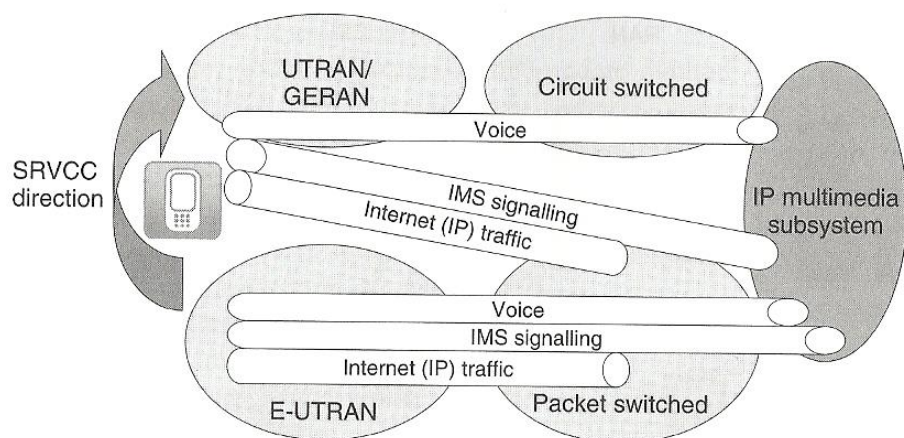 UTRAN/
GERAN
Circuit switched
Voice
SRVCC
direction
IMS signalling
Internet (IP) traffic
IP multimedia
subsystem
Voice
IMS signalling
Internet (IP) traffic
E-UTRAN
Packet switched